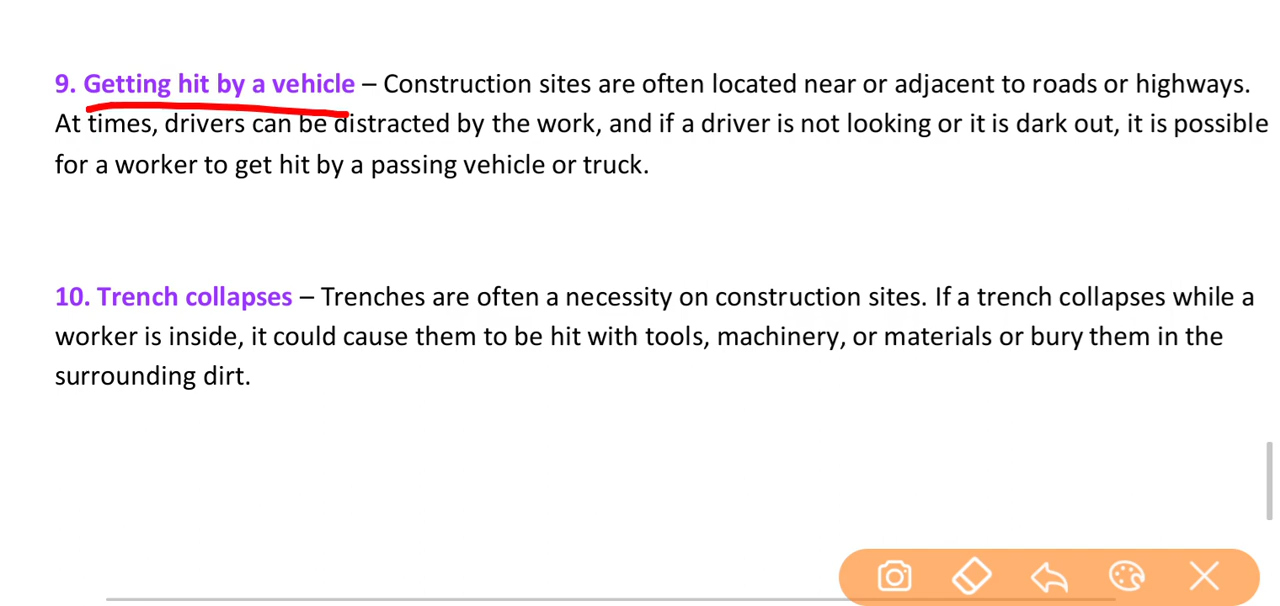 9. Getting hit by a vehicle – Construction sites are often located near or adjacent to roads or highways.
At times, drivers can be distracted by the work, and if a driver is not looking or it is dark out, it is possible
for a worker to get hit by a passing vehicle or truck.
10. Trench collapses – Trenches are often a necessity on construction sites. If a trench collapses while a
worker is inside, it could cause them to be hit with tools, machinery, or materials or bury them in the
surrounding dirt.